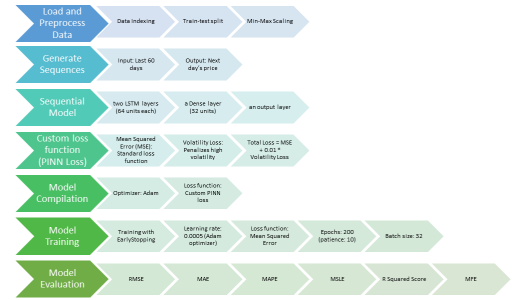 Load and
Preprocess
Data
Data Indexing
Train-test split
Min-Max Scaling
Generate
Sequences
Input: Last 60
days
Output: Next
day's price
Sequential
Model
two LSTM layers
(64 units each)
a Dense layer
(32 units)
an output layer
Custom loss
function
(PINN Loss)
Mean Squared
Error (MSE):
Standard loss
function
Volatility Loss:
Penalizes high
volatility
Total Loss = MSE
+ 0.01 *
Volatility Loss
Model
Compilation
Optimizer: Adam
Loss function:
Custom PINN
loss
Model
Training
Training with
EarlyStopping
Learning rate:
0.0005 (Adam
optimizer)
Loss function:
Mean Squared
Error
Epochs: 200
(patience: 10)
Batch size: 32
Model
Evaluation
RMSE
MAE
MAPE
MSLE
R Squared Score
MPE